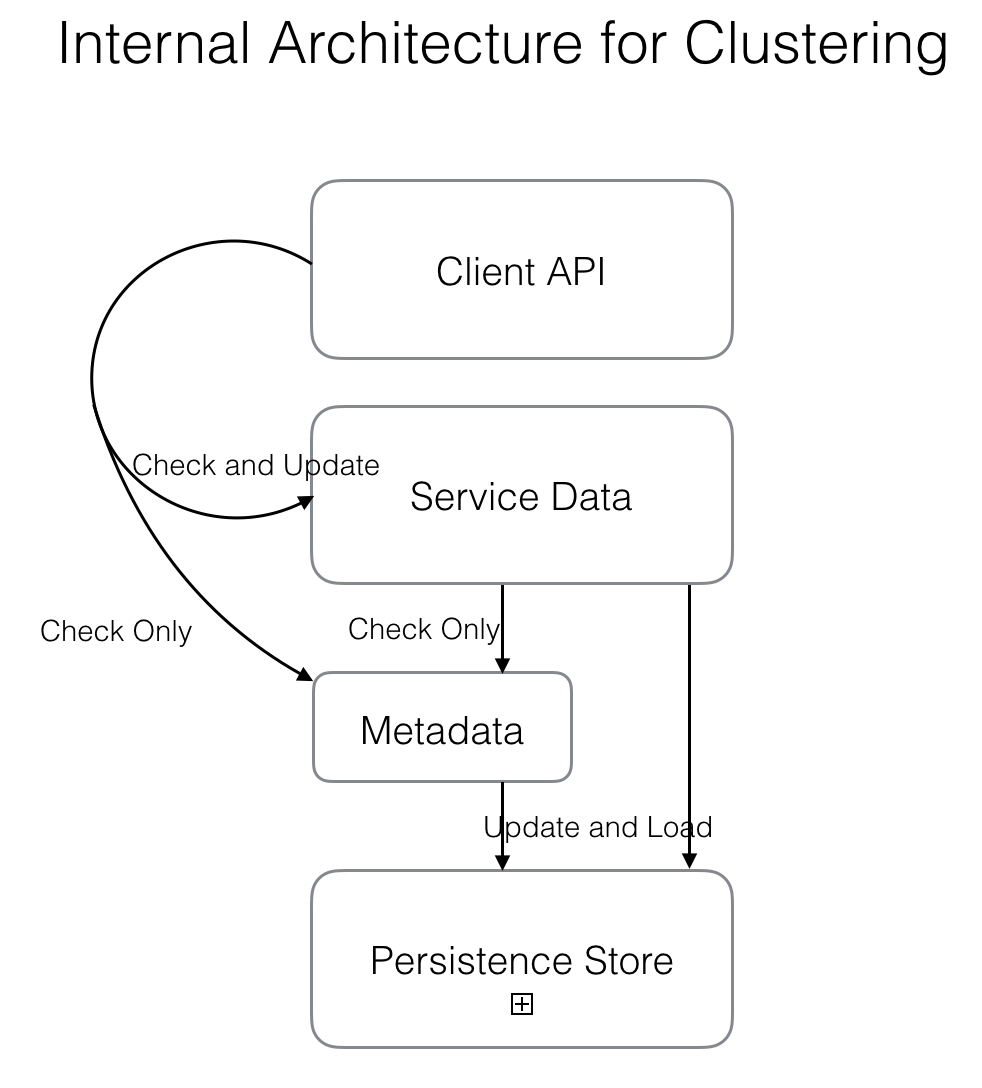 Internal Architecture for Clustering
Client API
Check and Update
Service Data
Check Only
Check Only
Metadata
Update and Load
Persistence Store